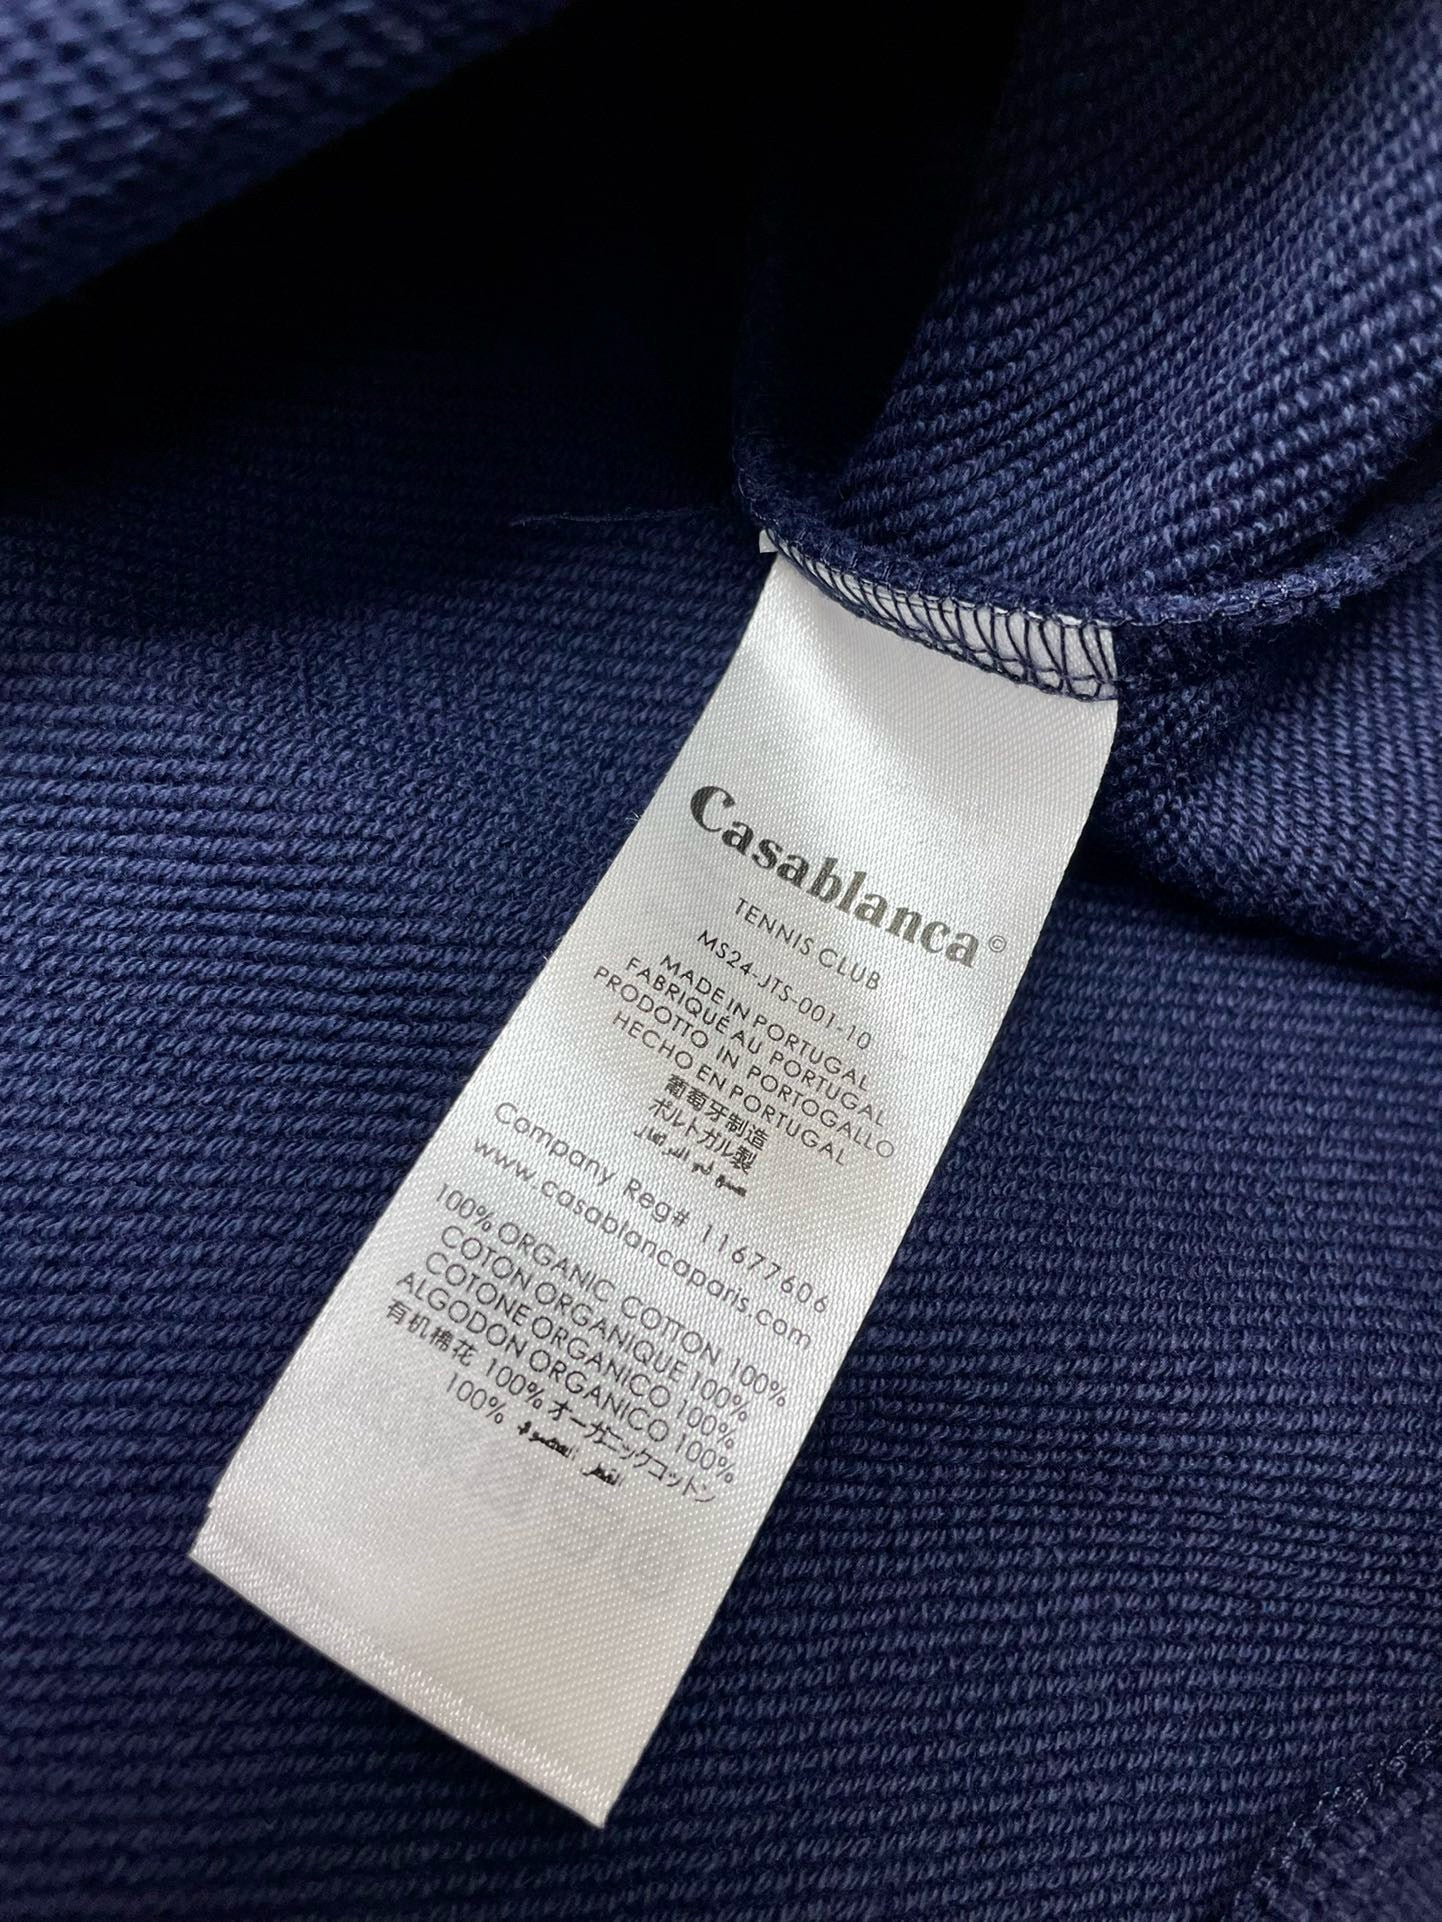 Casablanca©
TENNIS CLUB
MS24-JTS-001-10
MADE IN PORTUGAL
FABRIQUÉ AU PORTUGAL
PRODOTTO IN PORTOGALLO
HECHO EN PORTUGAL
葡萄牙制造
ポルトガル製
Company Reg# 11677606
www.casablancaparis.com
100% ORGANIC COTTON 100%
COTON ORGANIQUE 100%
COTONE ORGANICO 100%
ALGODON ORGANICO 100%
有机棉花 100% オーガニックコットン
100% القطن العضوي